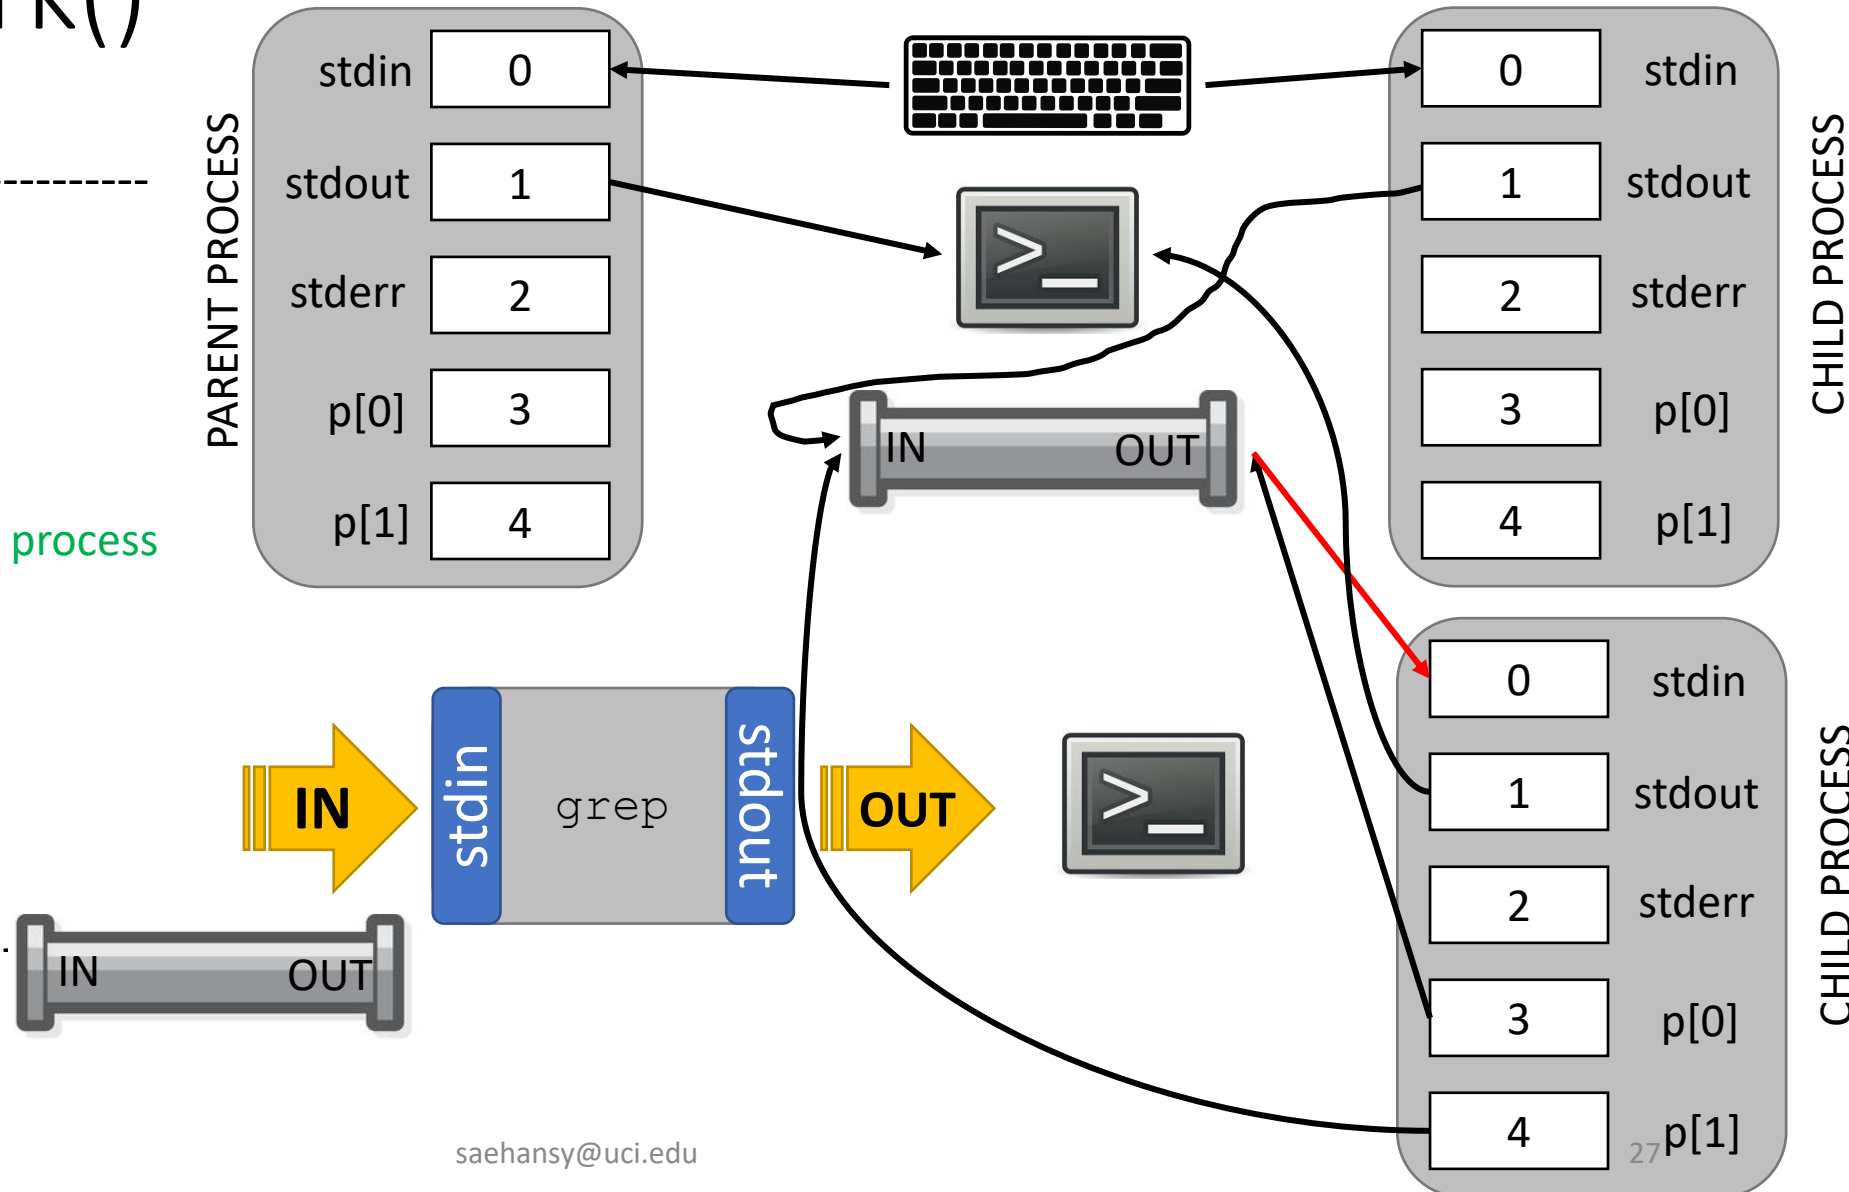 rk()
----------
process
PARENT PROCESS
stdin 0
stdout 1
stderr 2
p[0] 3
p[1] 4
>_
IN OUT
0 stdin
1 stdout
2 stderr
3 p[0]
4 p[1]
CHILD PROCESS
IN
stdin
grep
stdout
OUT
>_
IN OUT
0 stdin
1 stdout
2 stderr
3 p[0]
4 p[1]
CHILD PROCESS
saehansy@uci.edu
27